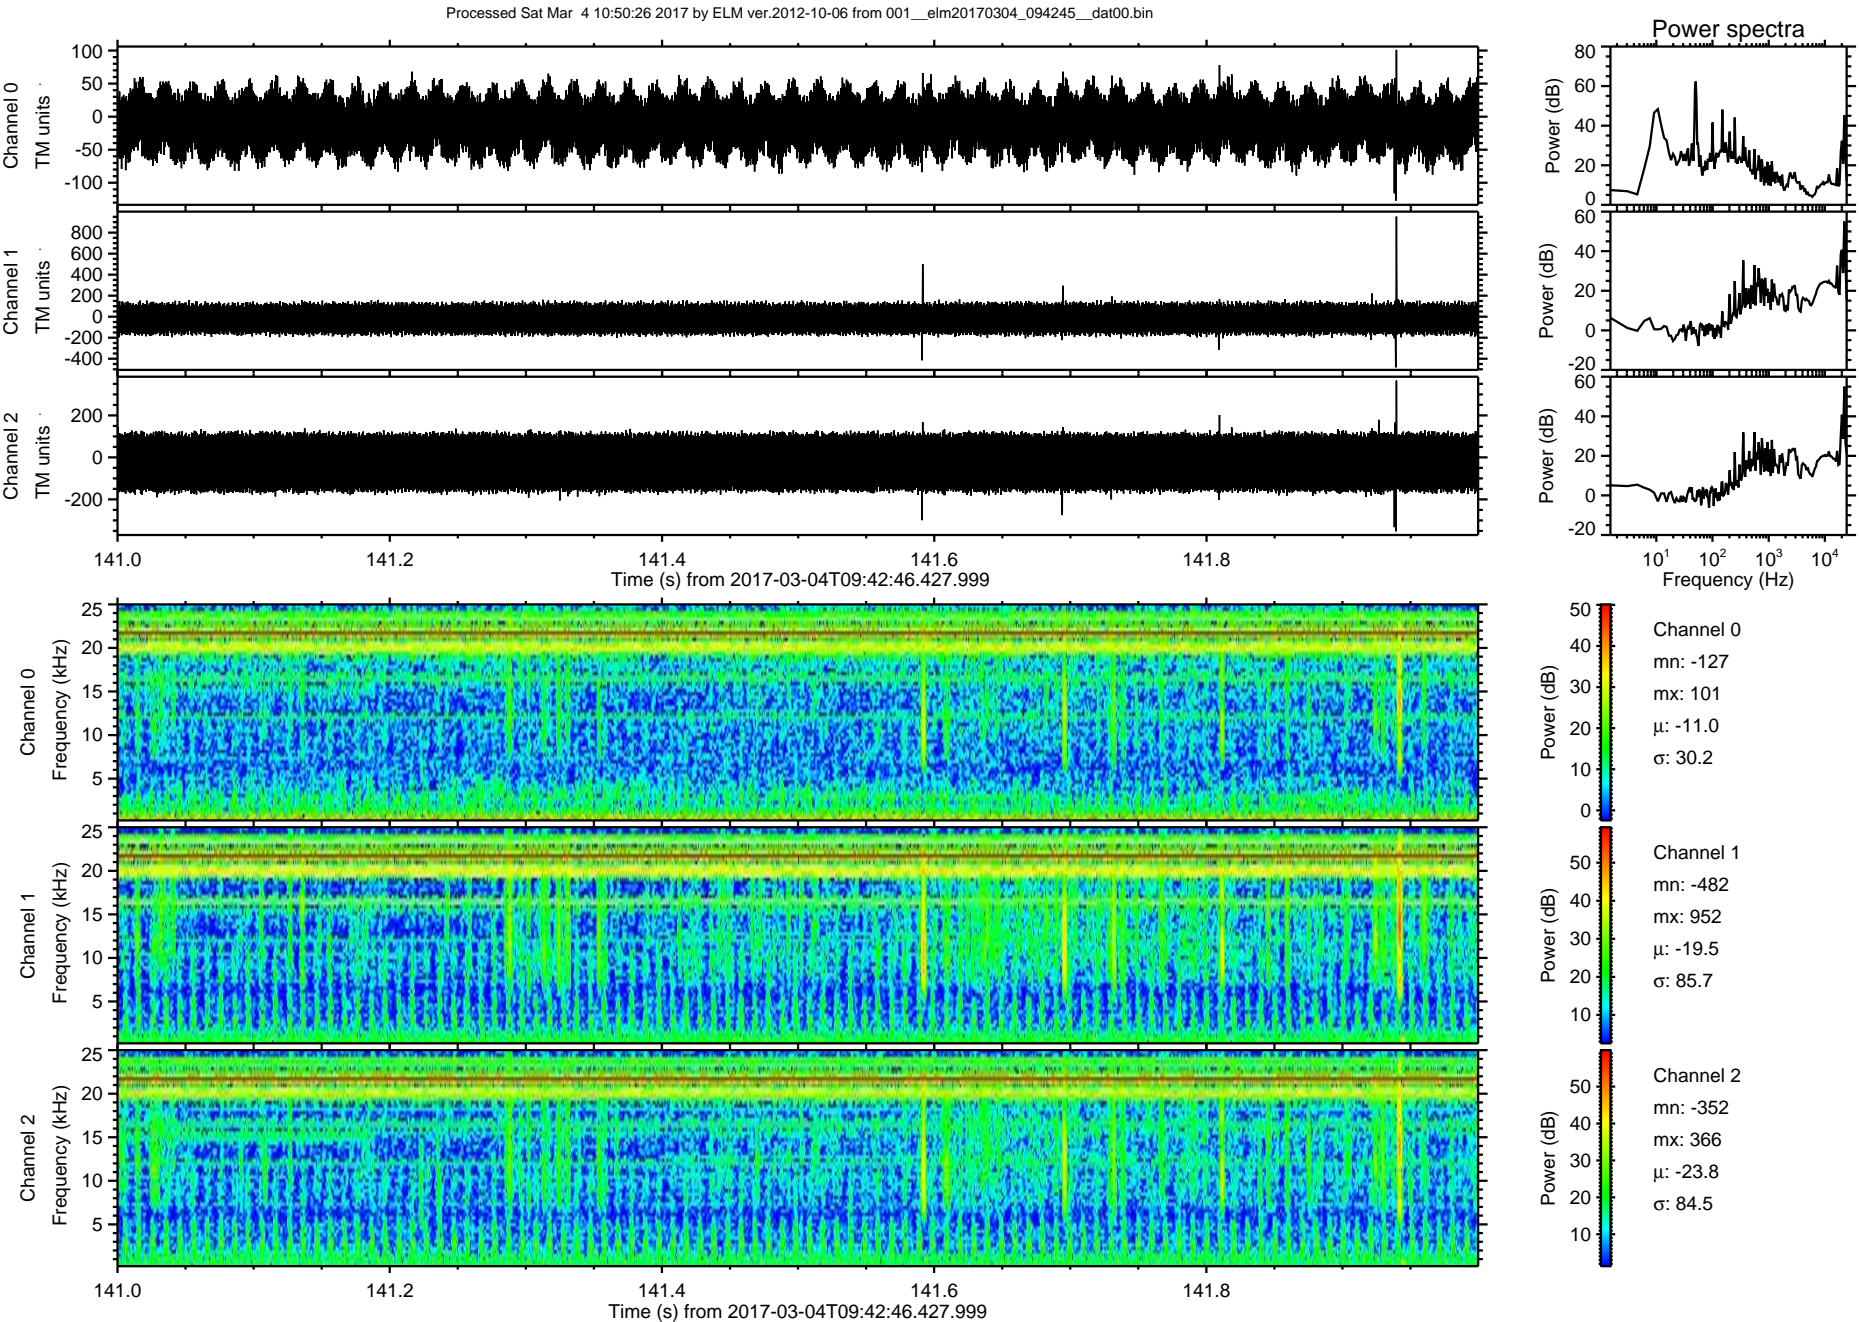 Processed Sat Mar  4 10:50:26 2017 by ELM ver.2012-10-06 from 001__elm20170304_094245__dat00.bin
Power spectra
Channel 0
TM units
100
50
0
-50
-100
Power (dB)
80
60
40
20
0
Channel 1
TM units
800
600
400
200
0
-200
-400
Power (dB)
60
40
20
0
-20
Channel 2
TM units
200
0
-200
Power (dB)
60
40
20
0
-20
141.0 141.2 141.4 141.6 141.8
Time (s) from 2017-03-04T09:42:46.427.999
10¹ 10² 10³ 10⁴
Frequency (Hz)
Channel 0
Frequency (kHz)
25
20
15
10
5
Power (dB)
50
40
30
20
10
0
Channel 0
mn: -127
mx: 101
μ: -11.0
σ: 30.2
Channel 1
Frequency (kHz)
25
20
15
10
5
Power (dB)
50
40
30
20
10
Channel 1
mn: -482
mx: 952
μ: -19.5
σ: 85.7
Channel 2
Frequency (kHz)
25
20
15
10
5
Power (dB)
50
40
30
20
10
Channel 2
mn: -352
mx: 366
μ: -23.8
σ: 84.5
141.0 141.2 141.4 141.6 141.8
Time (s) from 2017-03-04T09:42:46.427.999